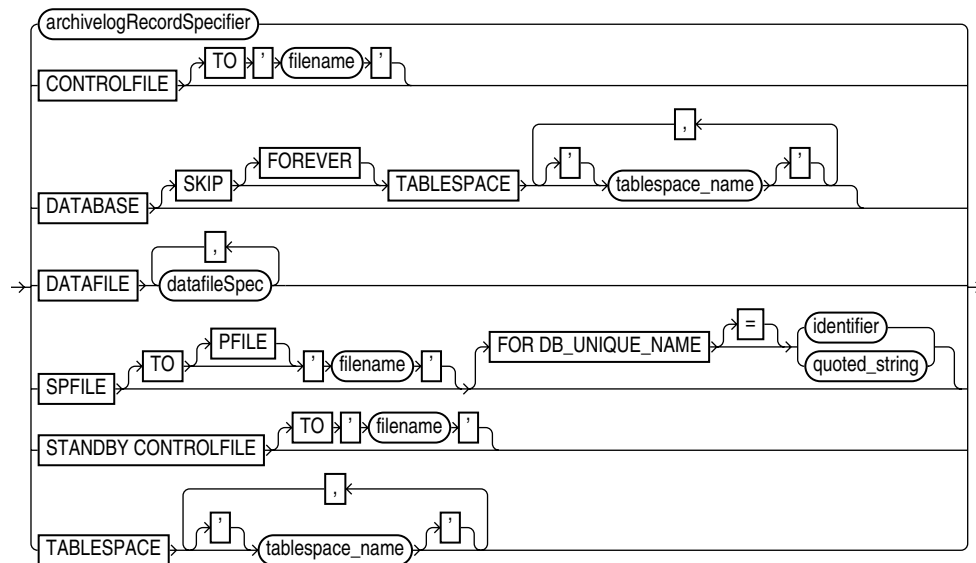 archivelogRecordSpecifier
TO ' filename '
CONTROLFILE
,
FOREVER ' '
SKIP TABLESPACE tablespace_name
DATABASE
,
DATAFILE datafileSpec
PFILE = identifier
TO ' filename ' FOR DB_UNIQUE_NAME quoted_string
SPFILE
TO ' filename '
STANDBY CONTROLFILE
,
' '
TABLESPACE tablespace_name